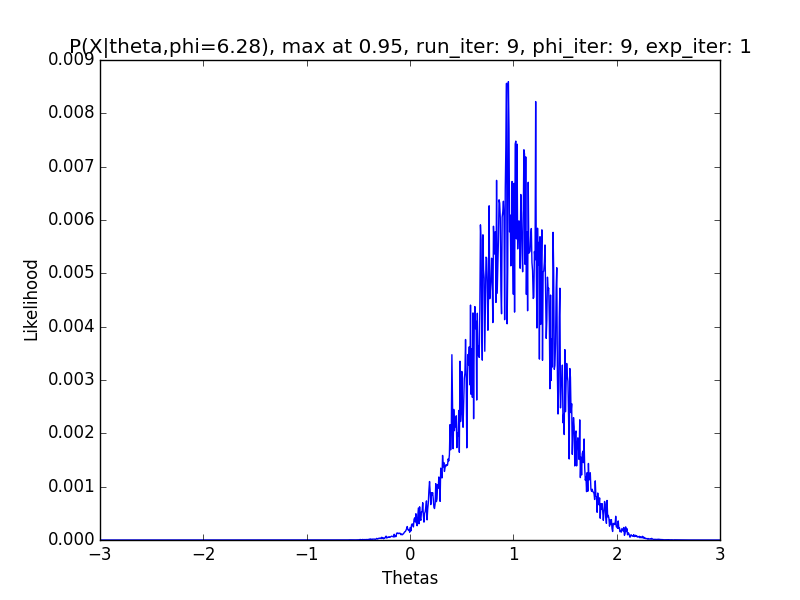 P(X|theta,phi=6.28), max at 0.95, run_iter: 9, phi_iter: 9, exp_iter: 1
0.009
0.008
0.007
0.006
0.005
0.004
0.003
0.002
0.001
0.000
Likelihood
−3 −2 −1 0 1 2 3
Thetas